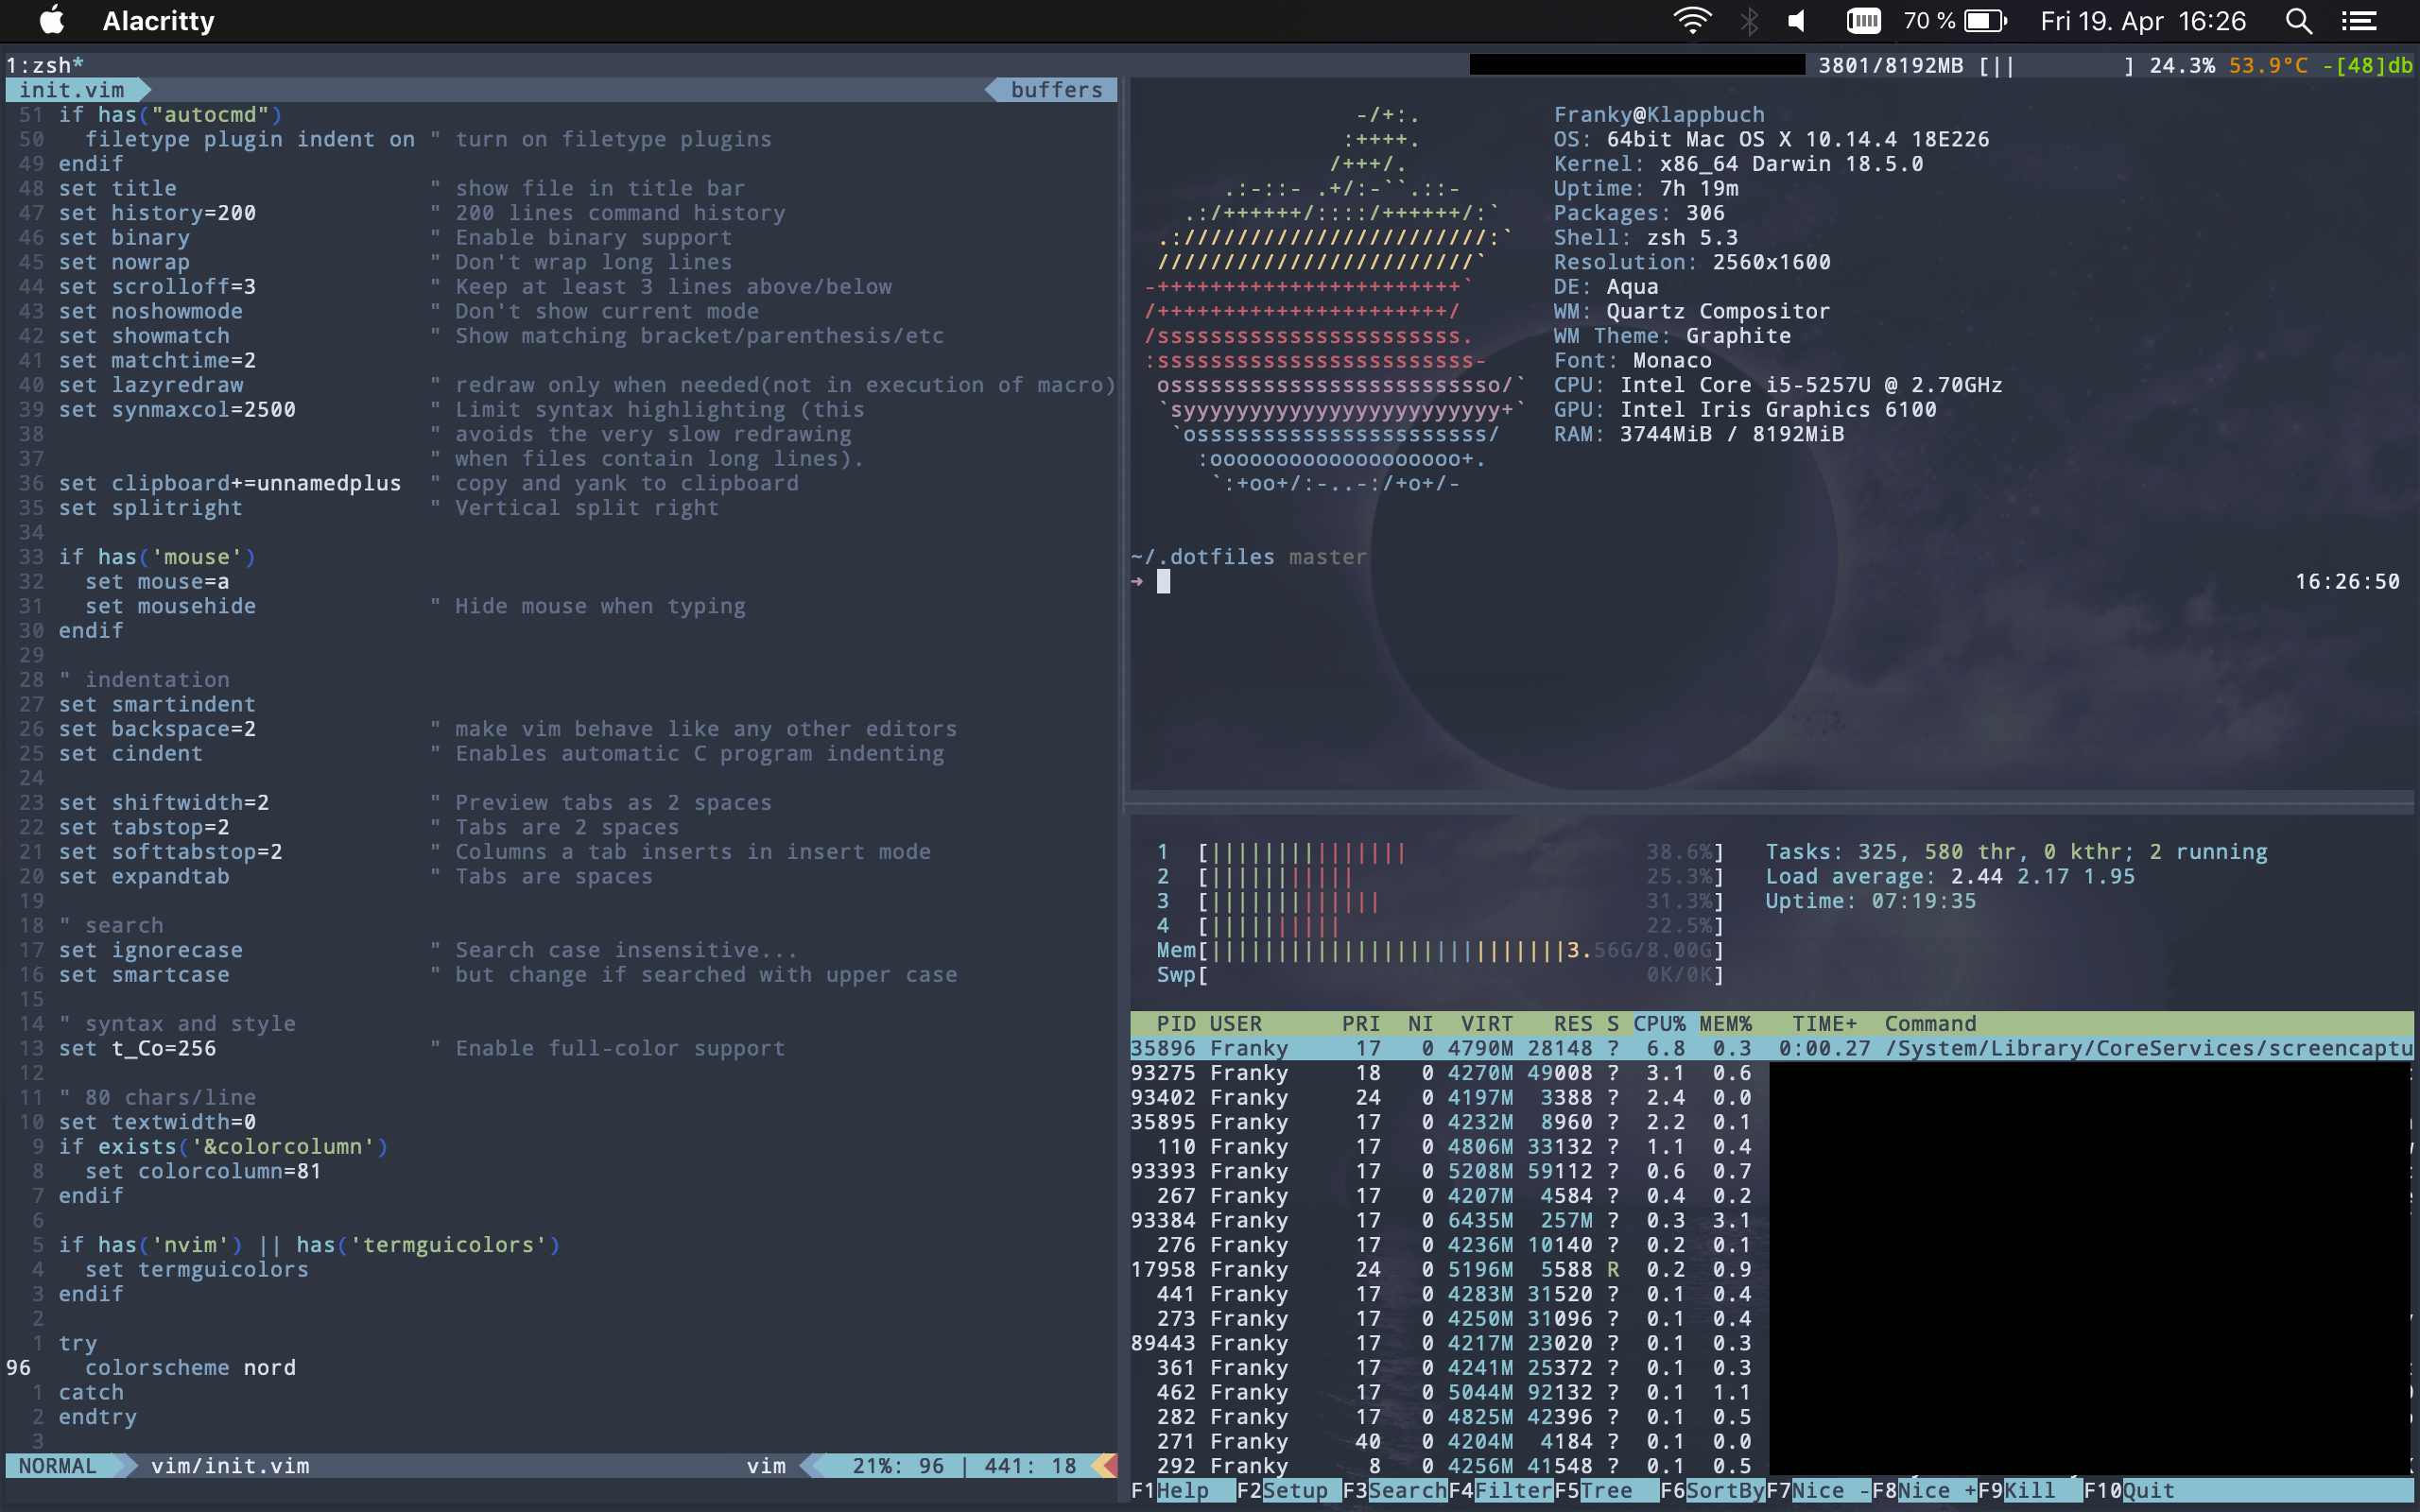 Alacritty 70 % Fri 19. Apr 16:26
1:zsh* 3801/8192MB [|| ] 24.3% 53.9°C -[48]db
init.vim buffers
51 if has("autocmd")
50 filetype plugin indent on " turn on filetype plugins
49 endif
48 set title " show file in title bar
47 set history=200 " 200 lines command history
46 set binary " Enable binary support
45 set nowrap " Don't wrap long lines
44 set scrolloff=3 " Keep at least 3 lines above/below
43 set noshowmode " Don't show current mode
42 set showmatch " Show matching bracket/parenthesis/etc
41 set matchtime=2
40 set lazyredraw " redraw only when needed(not in execution of macro)
39 set synmaxcol=2500 " Limit syntax highlighting (this
38 " avoids the very slow redrawing
37 " when files contain long lines).
36 set clipboard+=unnamedplus " copy and yank to clipboard
35 set splitright " Vertical split right
34
33 if has('mouse')
32 set mouse=a
31 set mousehide " Hide mouse when typing
30 endif
29
28 " indentation
27 set smartindent
26 set backspace=2 " make vim behave like any other editors
25 set cindent " Enables automatic C program indenting
24
23 set shiftwidth=2 " Preview tabs as 2 spaces
22 set tabstop=2 " Tabs are 2 spaces
21 set softtabstop=2 " Columns a tab inserts in insert mode
20 set expandtab " Tabs are spaces
19
18 " search
17 set ignorecase " Search case insensitive...
16 set smartcase " but change if searched with upper case
15
14 " syntax and style
13 set t_Co=256 " Enable full-color support
12
11 " 80 chars/line
10 set textwidth=0
9 if exists('&colorcolumn')
8 set colorcolumn=81
7 endif
6
5 if has('nvim') || has('termguicolors')
4 set termguicolors
3 endif
2
1 try
96 colorscheme nord
1 catch
2 endtry
3
NORMAL vim/init.vim vim 21%: 96 | 441: 18
-/+:.
:++++.
/+++/.
.:-::- .+/:-``.::-
.:/++++++/::::/++++++/:`
.:///////////////////////:`
////////////////////////`
-+++++++++++++++++++++++`
/++++++++++++++++++++++/
/sssssssssssssssssssssss.
:ssssssssssssssssssssssss-
osssssssssssssssssssssssso/`
`syyyyyyyyyyyyyyyyyyyyyyyy+`
`ossssssssssssssssssssss/
:ooooooooooooooooooo+.
`:+oo+/:-..-:/+o+/-
Franky@Klappbuch
OS: 64bit Mac OS X 10.14.4 18E226
Kernel: x86_64 Darwin 18.5.0
Uptime: 7h 19m
Packages: 306
Shell: zsh 5.3
Resolution: 2560x1600
DE: Aqua
WM: Quartz Compositor
WM Theme: Graphite
Font: Monaco
CPU: Intel Core i5-5257U @ 2.70GHz
GPU: Intel Iris Graphics 6100
RAM: 3744MiB / 8192MiB
~/.dotfiles master
➜ 16:26:50
1 [||||||||||||||| 38.6%] Tasks: 325, 580 thr, 0 kthr; 2 running
2 [||||||||||| 25.3%] Load average: 2.44 2.17 1.95
3 [||||||||||||| 31.3%] Uptime: 07:19:35
4 [|||||||||| 22.5%]
Mem[|||||||||||||||||||||||||||3.56G/8.00G]
Swp[ 0K/0K]
PID USER PRI NI VIRT RES S CPU% MEM% TIME+ Command
35896 Franky 17 0 4790M 28148 ? 6.8 0.3 0:00.27 /System/Library/CoreServices/screencaptu
93275 Franky 18 0 4270M 49008 ? 3.1 0.6
93402 Franky 24 0 4197M 3388 ? 2.4 0.0
35895 Franky 17 0 4232M 8960 ? 2.2 0.1
110 Franky 17 0 4806M 33132 ? 1.1 0.4
93393 Franky 17 0 5208M 59112 ? 0.6 0.7
267 Franky 17 0 4207M 4584 ? 0.4 0.2
93384 Franky 17 0 6435M 257M ? 0.3 3.1
276 Franky 17 0 4236M 10140 ? 0.2 0.1
17958 Franky 24 0 5196M 5588 R 0.2 0.9
441 Franky 17 0 4283M 31520 ? 0.1 0.4
273 Franky 17 0 4250M 31096 ? 0.1 0.4
89443 Franky 17 0 4217M 23020 ? 0.1 0.3
361 Franky 17 0 4241M 25372 ? 0.1 0.3
462 Franky 17 0 5044M 92132 ? 0.1 1.1
282 Franky 17 0 4825M 42396 ? 0.1 0.5
271 Franky 40 0 4204M 4184 ? 0.1 0.0
292 Franky 8 0 4256M 41548 ? 0.1 0.5
F1Help F2Setup F3SearchF4FilterF5Tree F6SortByF7Nice -F8Nice +F9Kill F10Quit